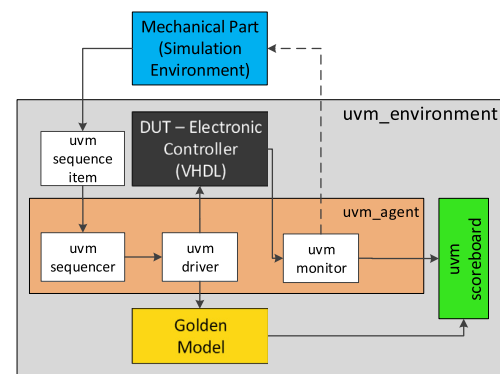 Mechanical Part
(Simulation
Environment)
uvm_environment
DUT – Electronic
Controller
(VHDL)
uvm
sequence
item
uvm_agent
uvm
sequencer
uvm
driver
uvm
monitor
uvm
scoreboard
Golden
Model